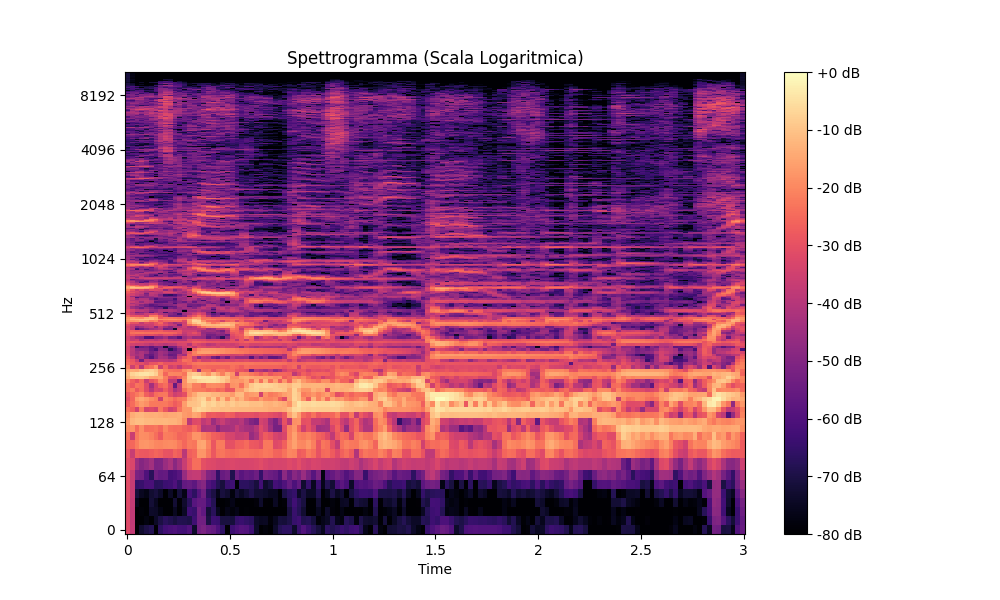 Spettrogramma (Scala Logaritmica)
8192
4096
2048
1024
512
256
128
64
0
Hz
0
0.5
1
1.5
2
2.5
3
Time
+0 dB
-10 dB
-20 dB
-30 dB
-40 dB
-50 dB
-60 dB
-70 dB
-80 dB